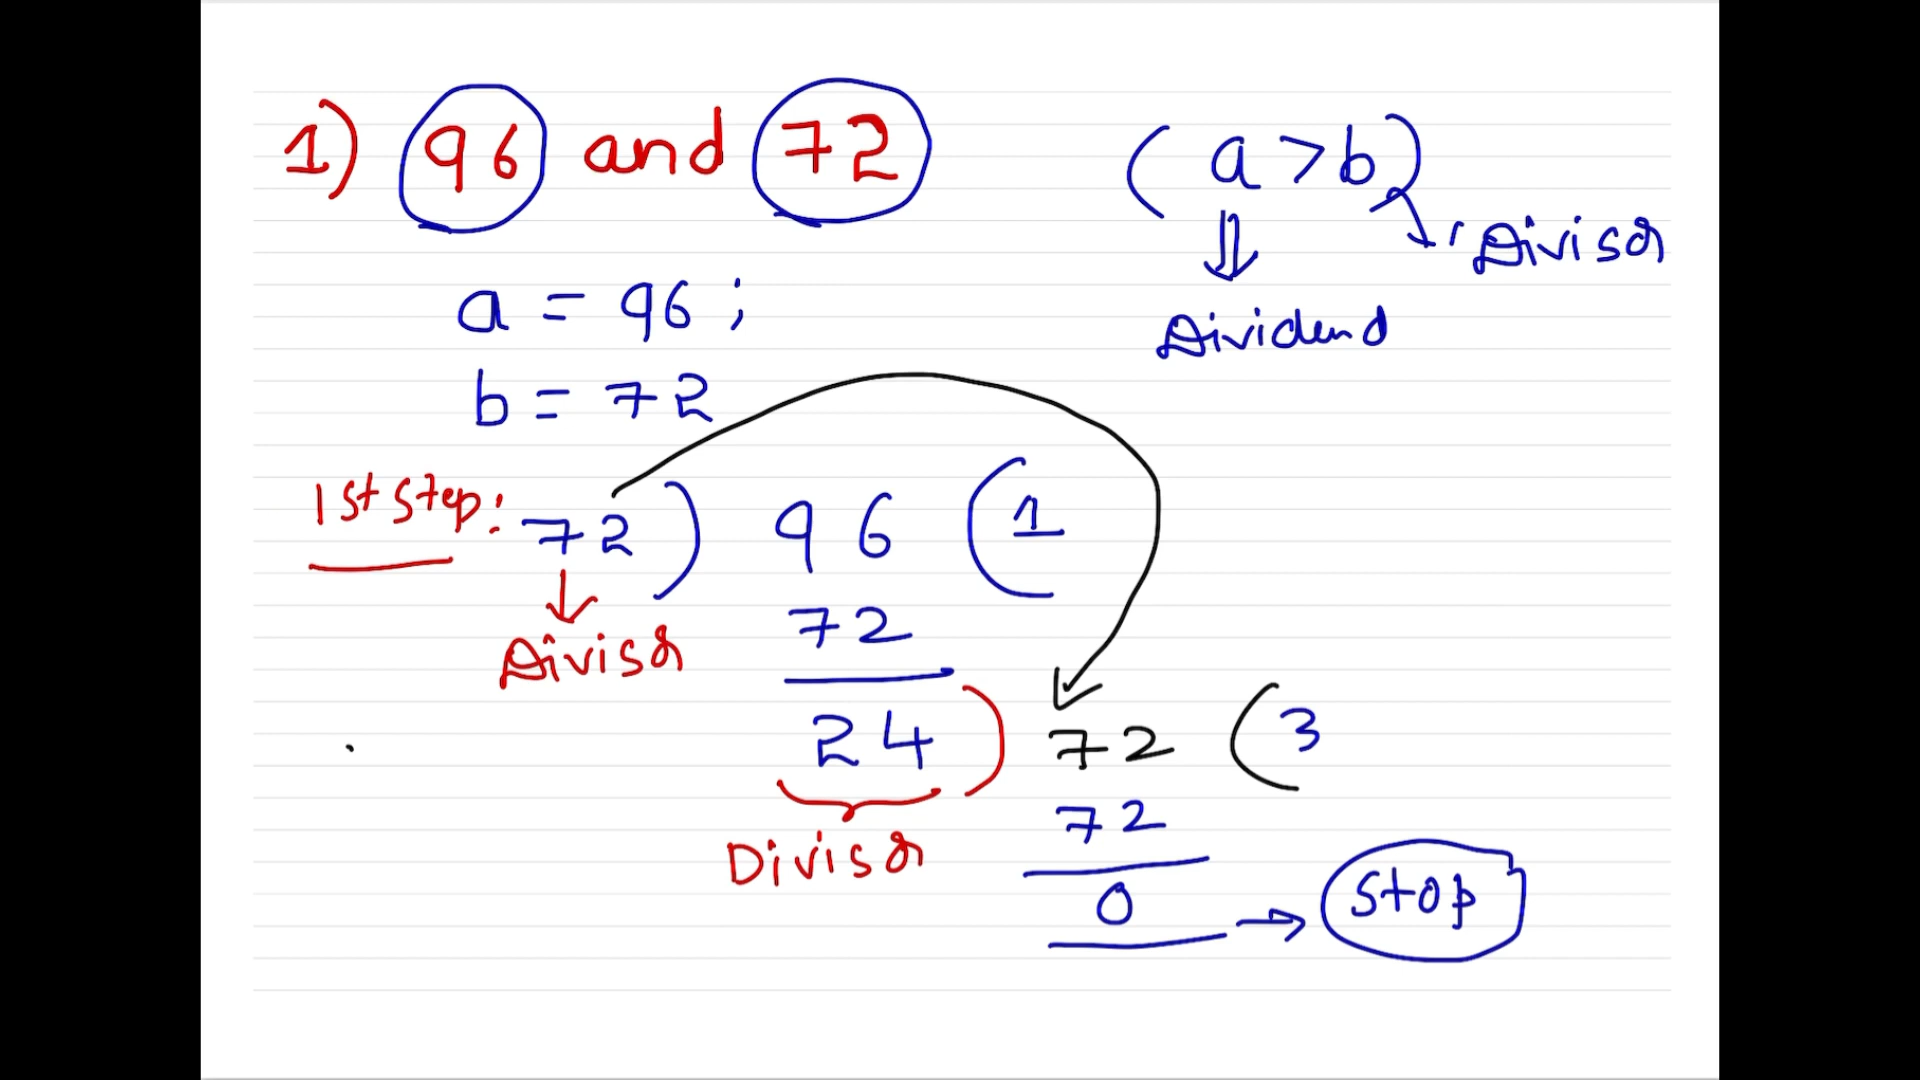 1) 96 and 72
(a > b)
Divisor
Dividend
a = 96 ;
b = 72
1st step:
72 ) 96 ( 1
72
Divisor
24 ) 72 ( 3
72
Divisor
0 → Stop